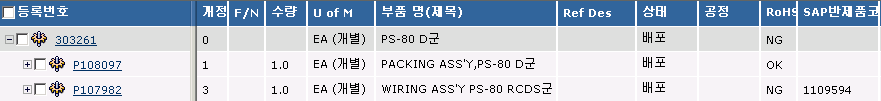 등록번호 계정 F/N 수량 U of M 부품 명(제목) Ref Des 상태 공정 RoHS SAP반제품코
303261 0 EA (개별) PS-80 D군 배포 NG
P108097 1 1.0 EA (개별) PACKING ASS'Y,PS-80 D군 배포 OK
P107982 3 1.0 EA (개별) WIRING ASS'Y PS-80 RCDS군 배포 NG 1109594